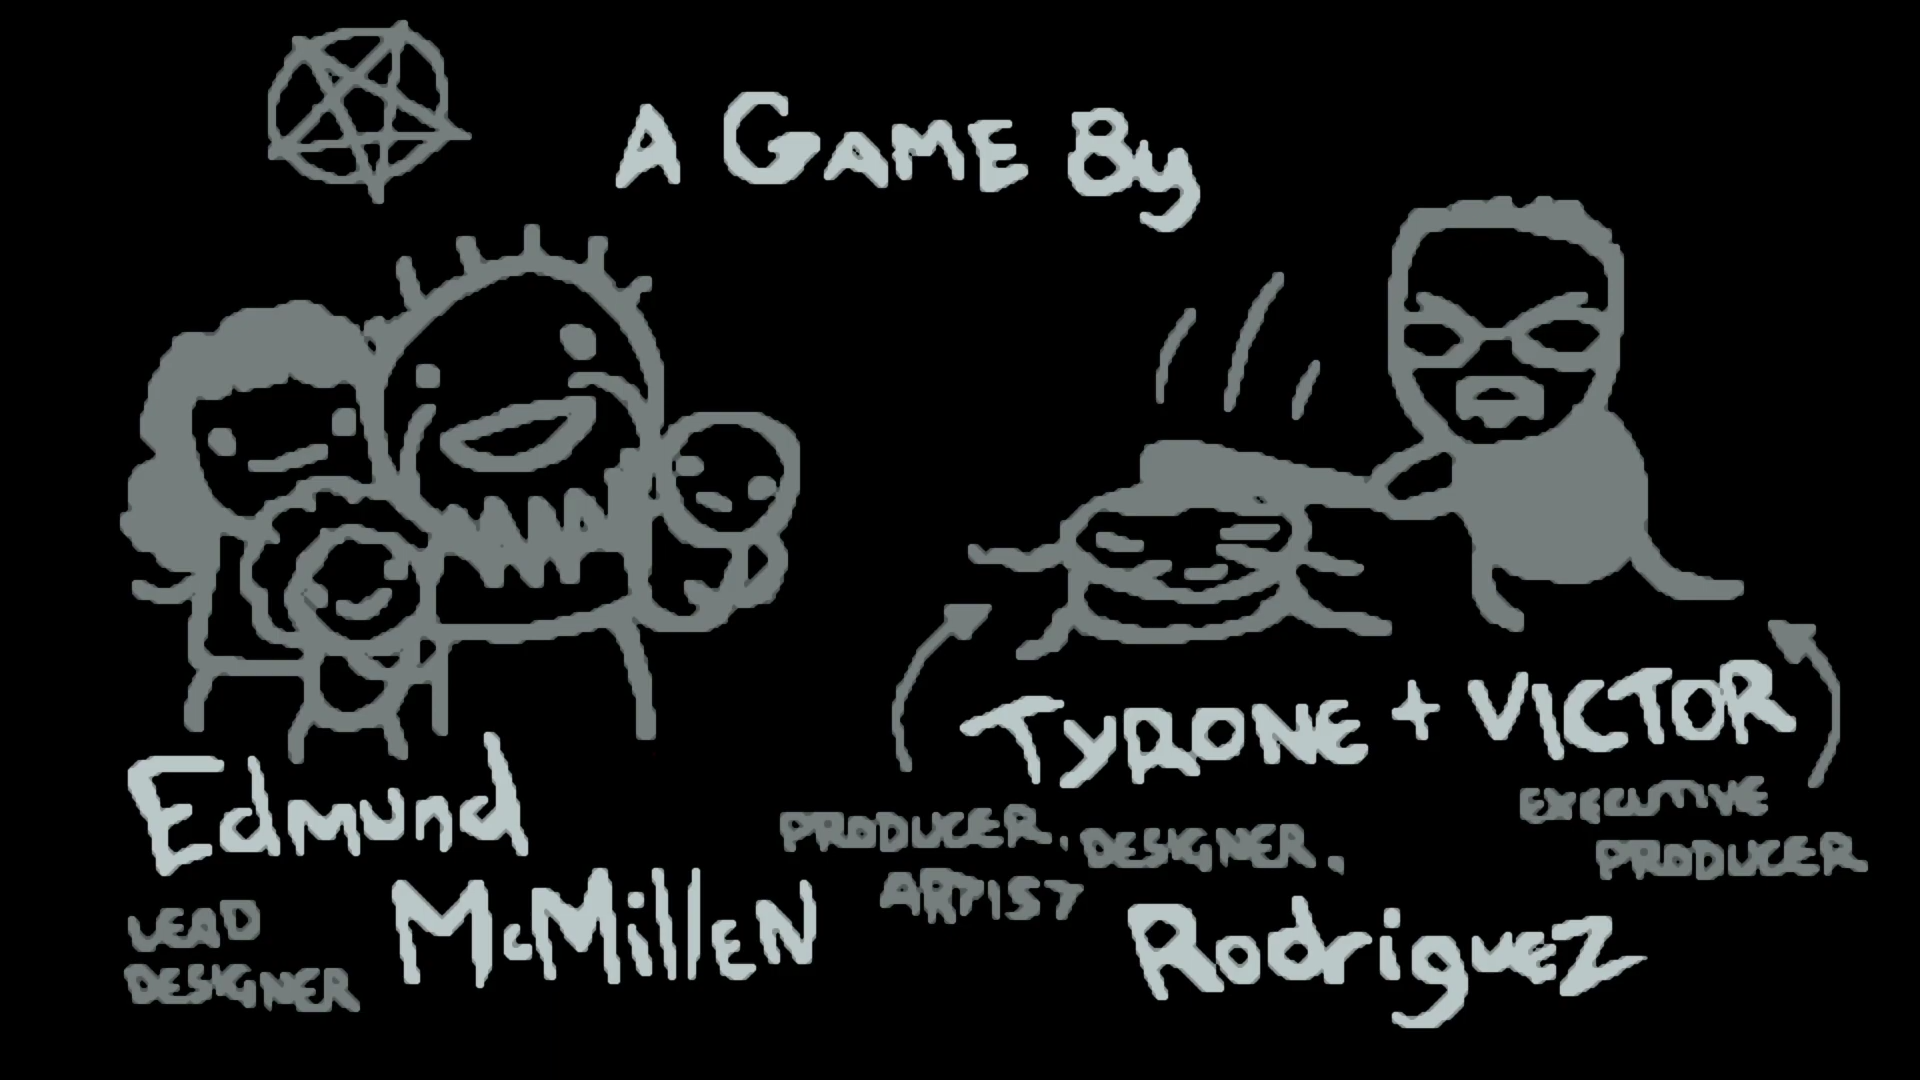 A GAME By
Edmund
McMillEN
LEAD
DESIGNER
TYRONE + VICTOR
PRODUCER, DESIGNER,
ARTIST
EXECUTIVE
PRODUCER
RodrigUEZ